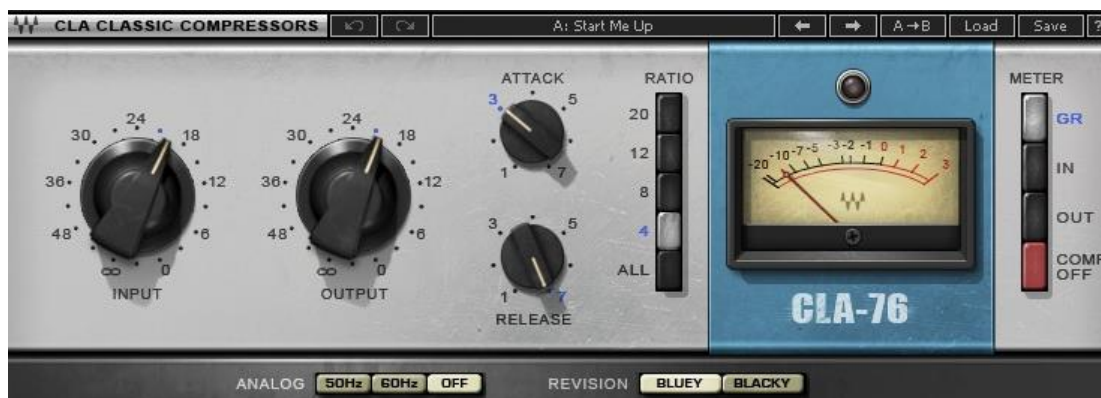 CLA CLASSIC COMPRESSORS A: Start Me Up A→B Load Save ?
ATTACK RATIO METER
24 24 3 5 20 GR
30 18 30 18 12 IN
36 12 36 12 1 7 8 OUT
48 6 48 6 3 5 4 COMP OFF
∞ 0 ∞ 0 1 7 ALL
INPUT OUTPUT RELEASE
-20 -10 -7 -5 -3 -2 -1 0 1 2 3
CLA-76
ANALOG 50Hz 60Hz OFF REVISION BLUEY BLACKY